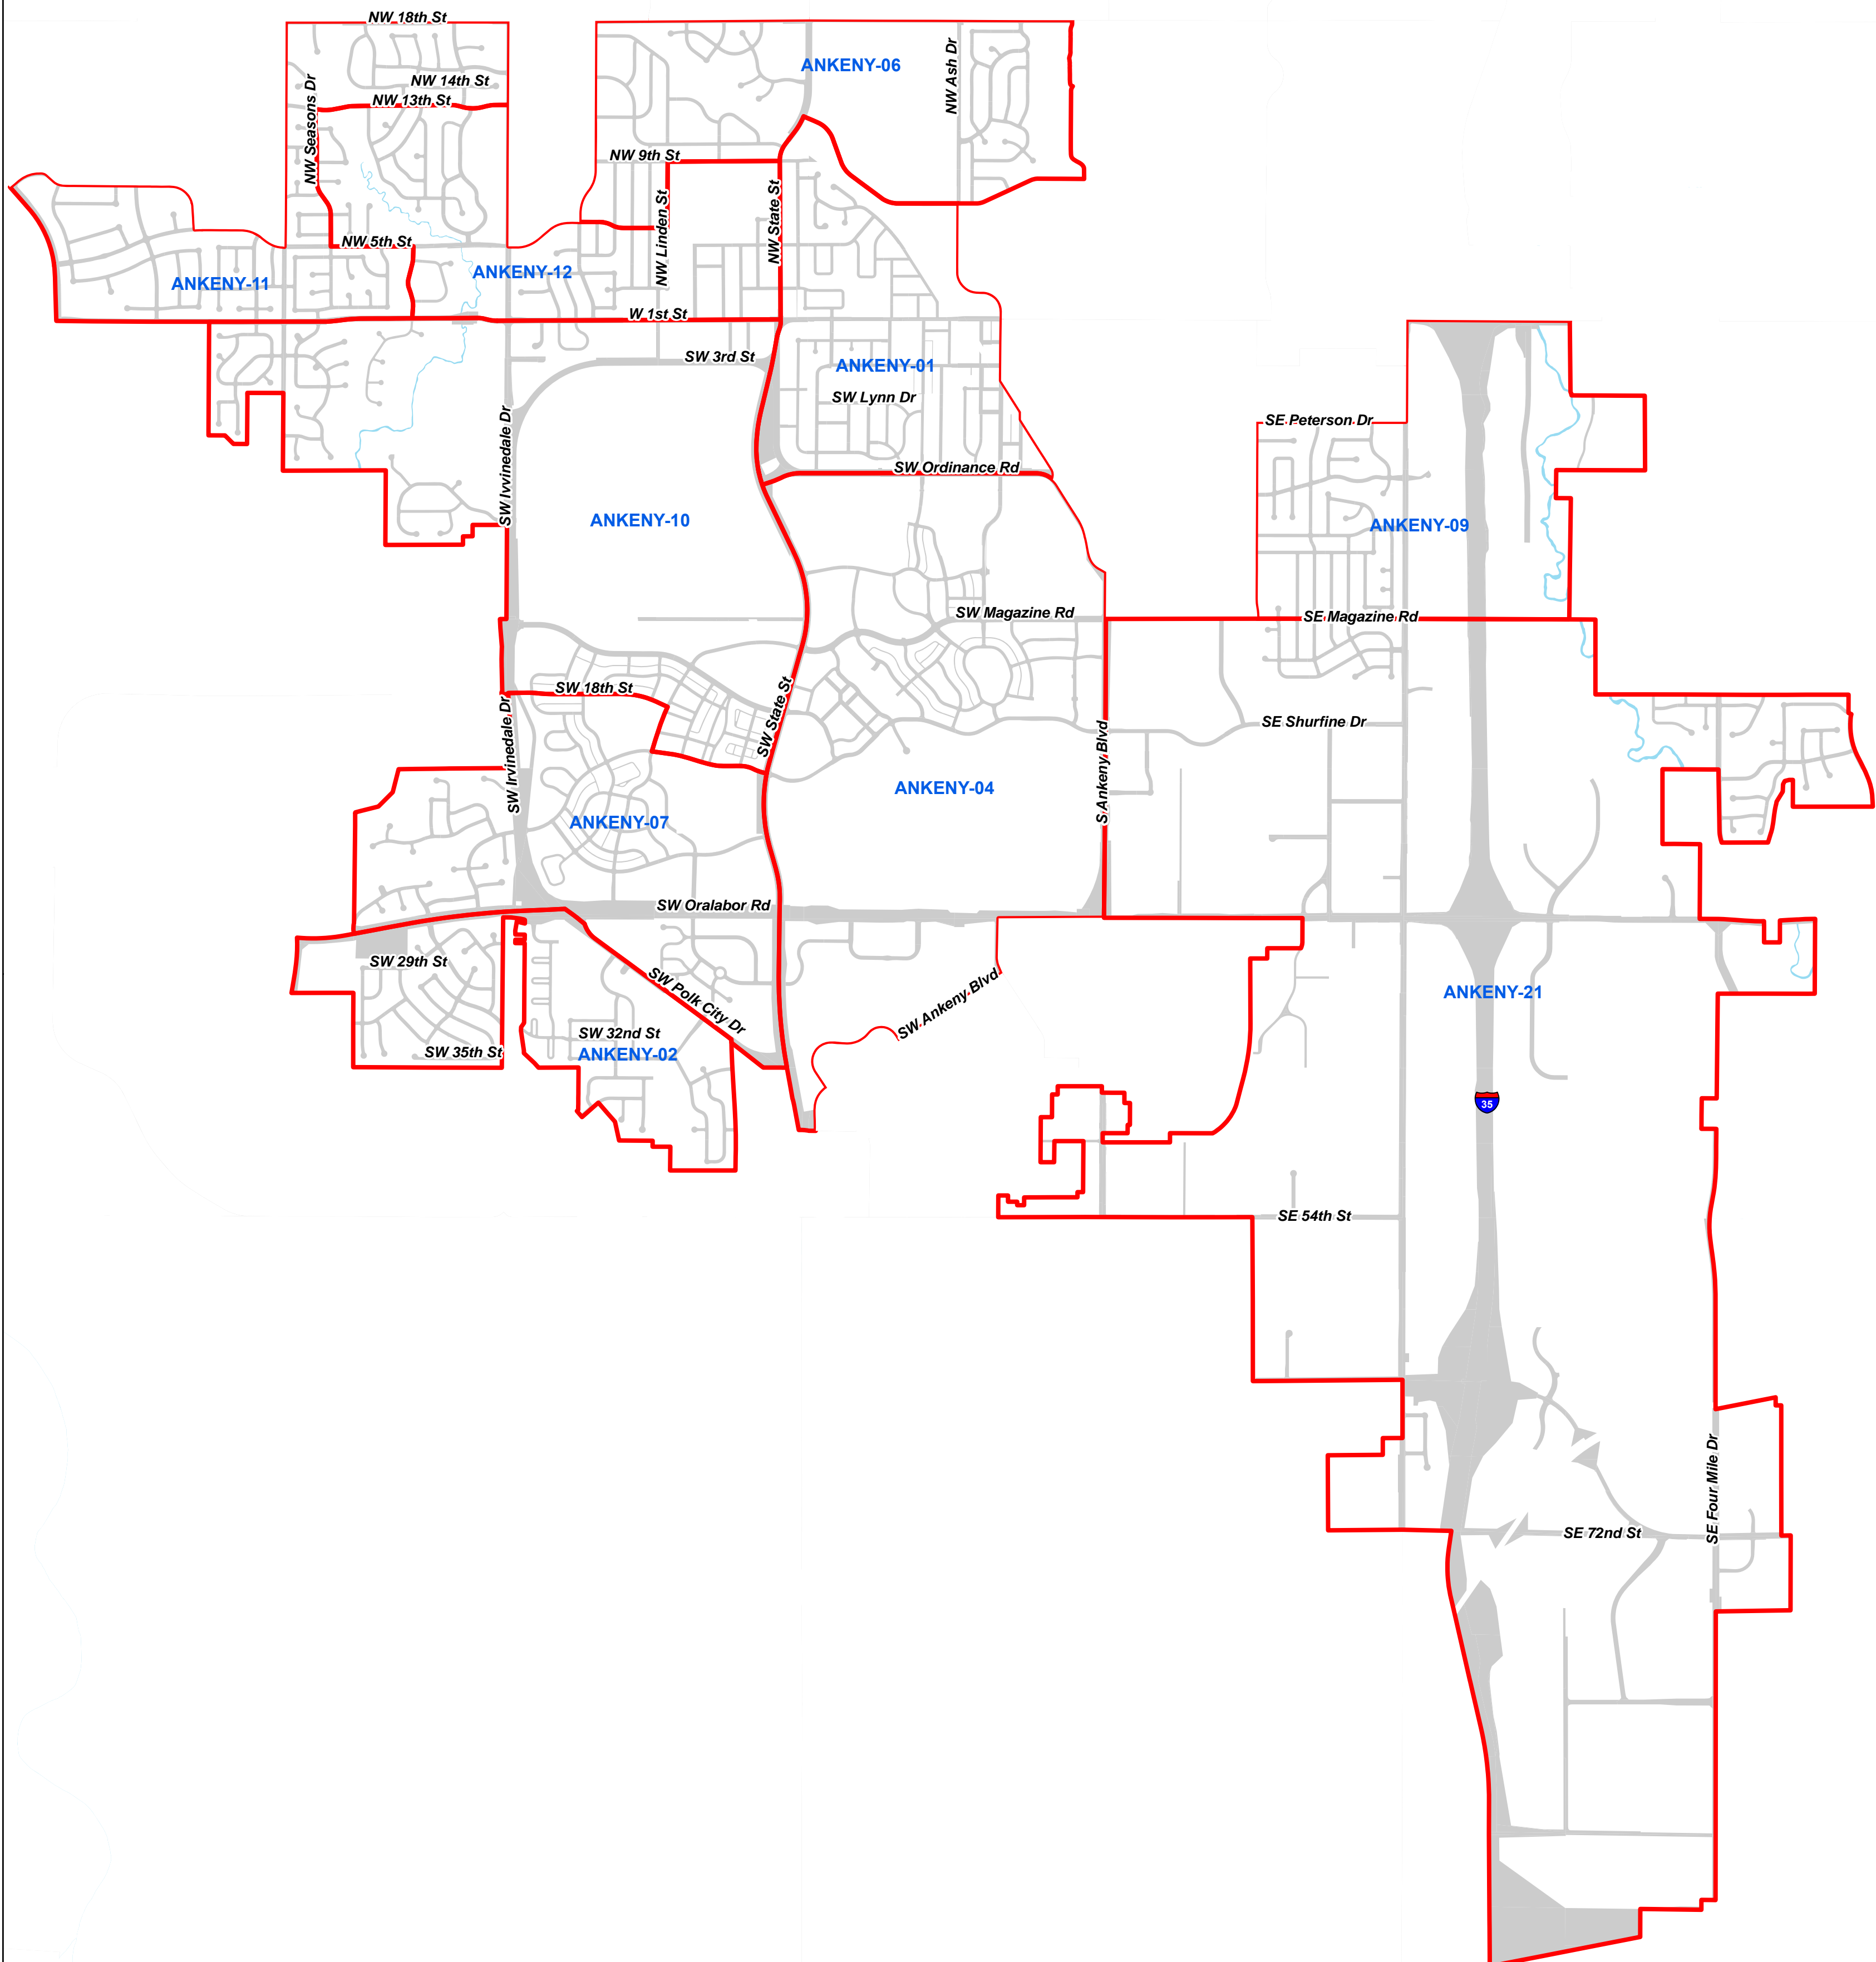 NW 18th St
ANKENY-06
NW Ash Dr
NW 14th St
NW Seasons Dr
NW 13th St
NW 9th St
NW Linden St
NW State St
NW 5th St
ANKENY-12
ANKENY-11
W 1st St
SW 3rd St
ANKENY-01
SW Lynn Dr
SE Peterson Dr
SW Ordinance Rd
SW Irvinedale Dr
ANKENY-10
ANKENY-09
SW Magazine Rd
SE Magazine Rd
SW 18th St
SW State St
SE Shurfine Dr
SW Irvinedale Dr
S Ankeny Blvd
ANKENY-04
ANKENY-07
SW Oralabor Rd
SW 29th St
SW Polk City Dr
SW Ankeny Blvd
ANKENY-21
SW 32nd St
SW 35th St
ANKENY-02
35
SE 54th St
SE Four Mile Dr
SE 72nd St